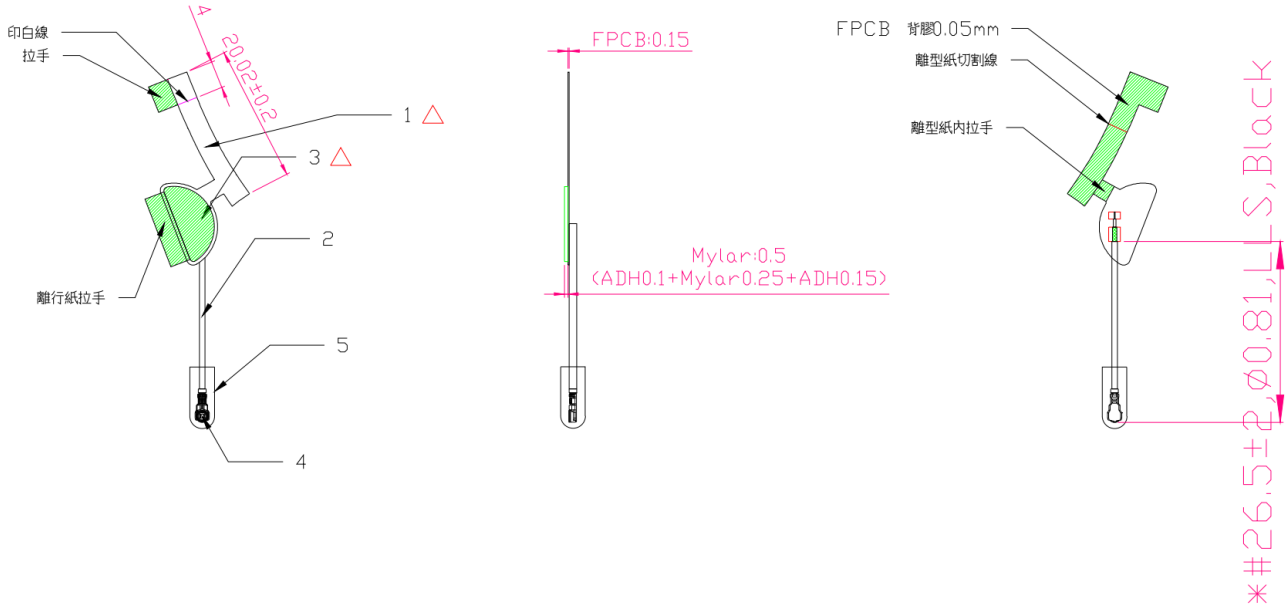 印白線
拉手
4
20.02±0.2
1
3
2
離行紙拉手
5
4
FPCB:0.15
Mylar:0.5
(ADH0.1+Mylar0.25+ADH0.15)
FPCB 背膠0.05mm
離型紙切割線
離型紙內拉手
*#26.5±2,Ø0.81,LLS,Black